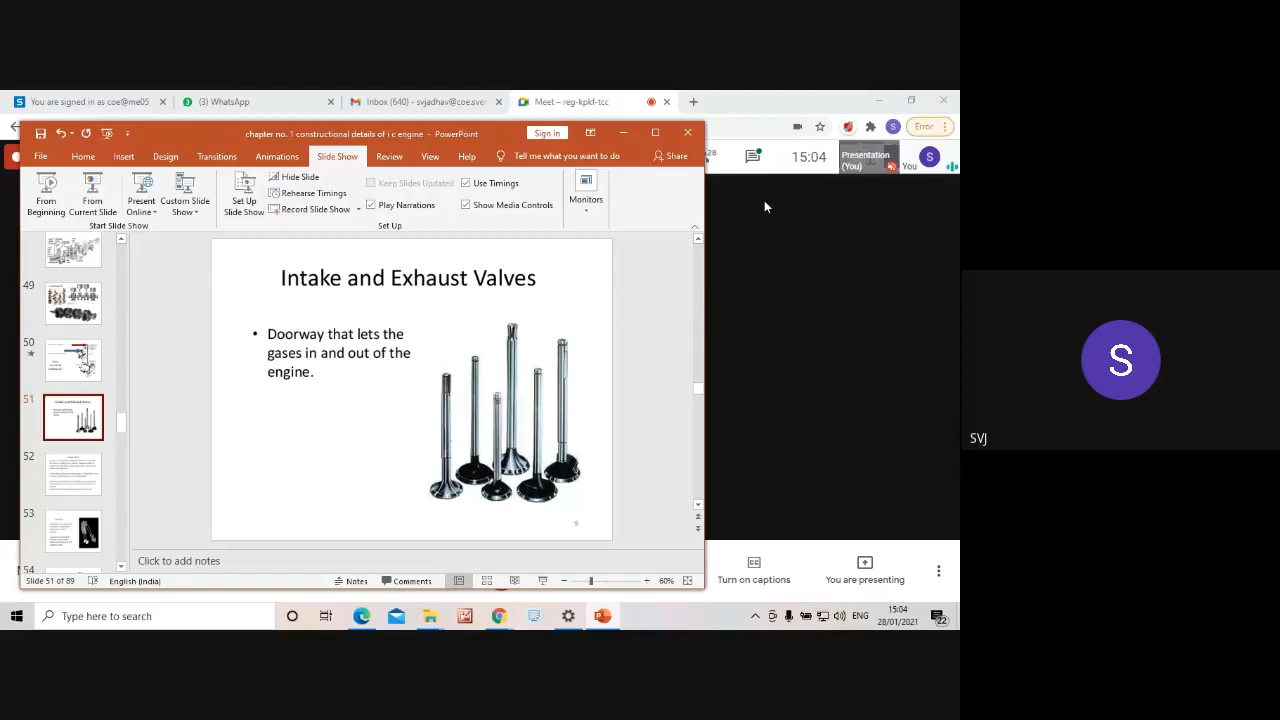 You are signed in as coe@me05
(3) WhatsApp
Inbox (640) - svjadhav@coe.sver
Meet – reg-kpkf-tcc
Error
28
15:04
Presentation
(You)
You
S
chapter no. 1 constructional details of i c engine - PowerPoint
Sign in
File Home Insert Design Transitions Animations Slide Show Review View Help Tell me what you want to do Share
From
Beginning
From
Current Slide
Present
Online
Custom Slide
Show
Start Slide Show
Set Up
Slide Show
Hide Slide
Rehearse Timings
Record Slide Show
Keep Slides Updated
Play Narrations
Use Timings
Show Media Controls
Set Up
Monitors
49
50
51
52
53
54
Intake and Exhaust Valves
• Doorway that lets the
gases in and out of the
engine.
9
Click to add notes
Slide 51 of 89
English (India)
Notes
Comments
60%
Turn on captions
You are presenting
Type here to search
ENG
15:04
28/01/2021
22
S
SVJ